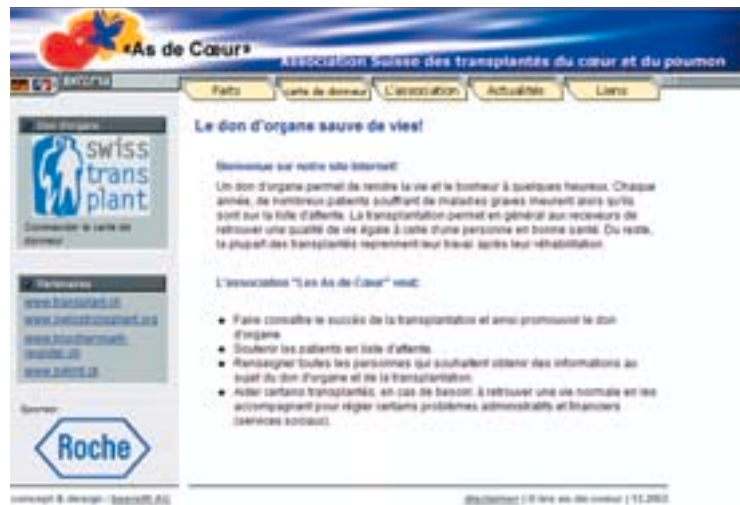 «As de Cœur»
Association Suisse des transplantés du cœur et du poumon
Faits
carte de donneur
L'association
Actualités
Liens
Don d'organe
swiss
trans
plant
Commander la carte de
donneur
Partenaires
www.transplant.ch
www.swisstransplant.org
Sponsor
Roche
Le don d'organe sauve de vies!
Bienvenue sur notre site Internet!
Un don d'organe permet de rendre la vie et le bonheur à quelques heureux. Chaque
année, de nombreux patients souffrant de maladies graves meurent alors qu'ils
sont sur la liste d'attente. La transplantation permet en général aux receveurs de
retrouver une qualité de vie égale à celle d'une personne en bonne santé. Du reste,
la plupart des transplantés reprennent leur travail après leur réhabilitation.
L'association "Les As de Cœur" veut:
Faire connaître le succès de la transplantation et ainsi promouvoir le don
d'organe
Soutenir les patients en liste d'attente
Renseigner toutes les personnes qui souhaitent obtenir des informations au
sujet du don d'organe et de la transplantation
Aider certains transplantés, en cas de besoin, à retrouver une vie normale en les
accompagnant pour régler certains problèmes administratifs et financiers
(services sociaux).
concept & design:
disclaimer | © les as de coeur | 12.2003